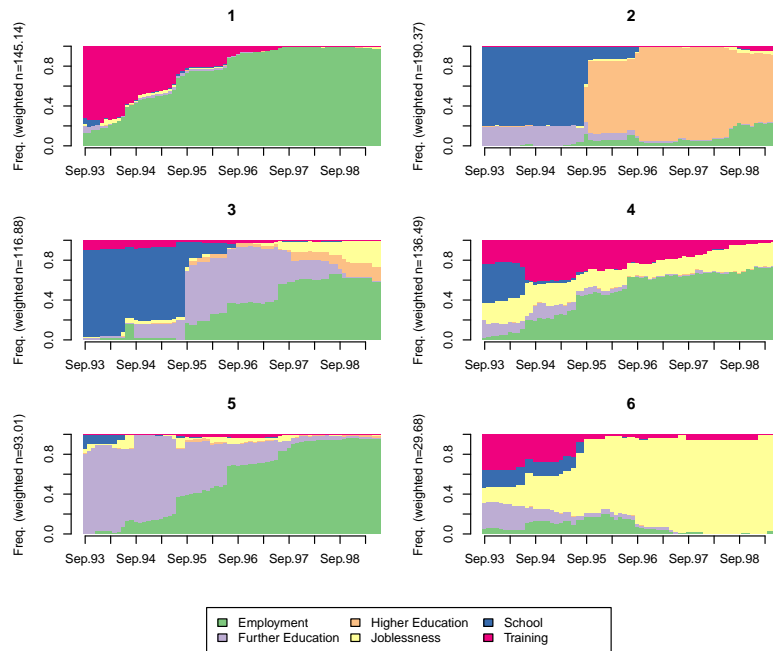 1
Freq. (weighted n=145.14)
0.0 0.4 0.8
Sep.93 Sep.94 Sep.95 Sep.96 Sep.97 Sep.98
2
Freq. (weighted n=190.37)
0.0 0.4 0.8
Sep.93 Sep.94 Sep.95 Sep.96 Sep.97 Sep.98
3
Freq. (weighted n=116.88)
0.0 0.4 0.8
Sep.93 Sep.94 Sep.95 Sep.96 Sep.97 Sep.98
4
Freq. (weighted n=136.49)
0.0 0.4 0.8
Sep.93 Sep.94 Sep.95 Sep.96 Sep.97 Sep.98
5
Freq. (weighted n=93.01)
0.0 0.4 0.8
Sep.93 Sep.94 Sep.95 Sep.96 Sep.97 Sep.98
6
Freq. (weighted n=29.68)
0.0 0.4 0.8
Sep.93 Sep.94 Sep.95 Sep.96 Sep.97 Sep.98
Employment Higher Education School
Further Education Joblessness Training